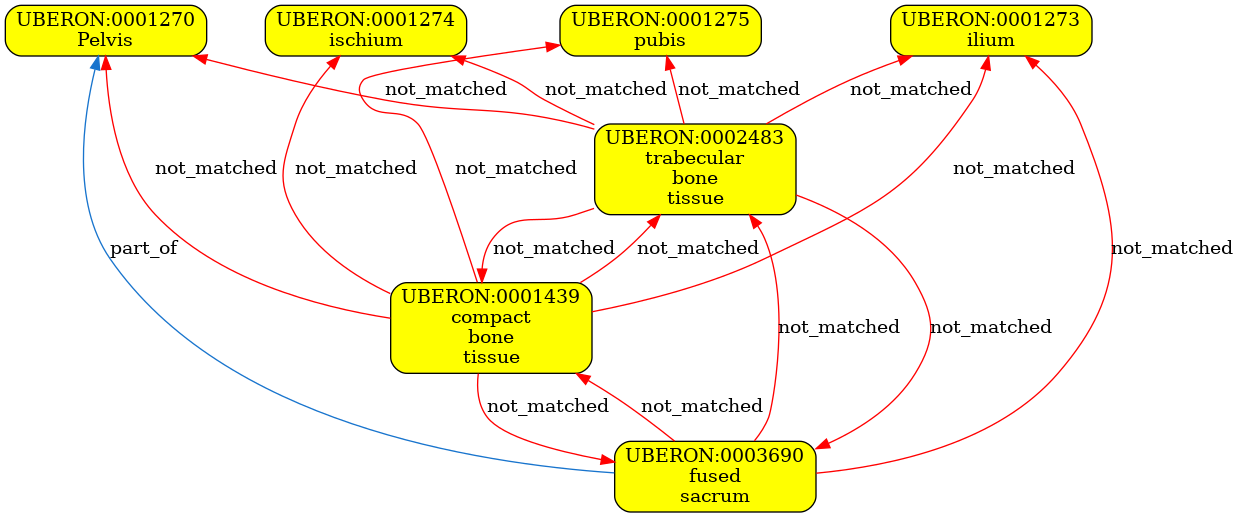 UBERON:0001270
Pelvis
UBERON:0001274
ischium
UBERON:0001275
pubis
UBERON:0001273
ilium
not_matched
not_matched
not_matched
not_matched
UBERON:0002483
trabecular
bone
tissue
not_matched
not_matched
not_matched
not_matched
part_of
not_matched
not_matched
not_matched
UBERON:0001439
compact
bone
tissue
not_matched
not_matched
not_matched
not_matched
UBERON:0003690
fused
sacrum